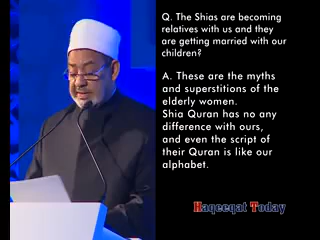 Q. The Shias are becoming
relatives with us and they
are getting married with our
children?
A. These are the myths
and superstitions of the
elderly women.
Shia Quran has no any
difference with ours,
and even the script of
their Quran is like our
alphabet.
Haqeeqat Today